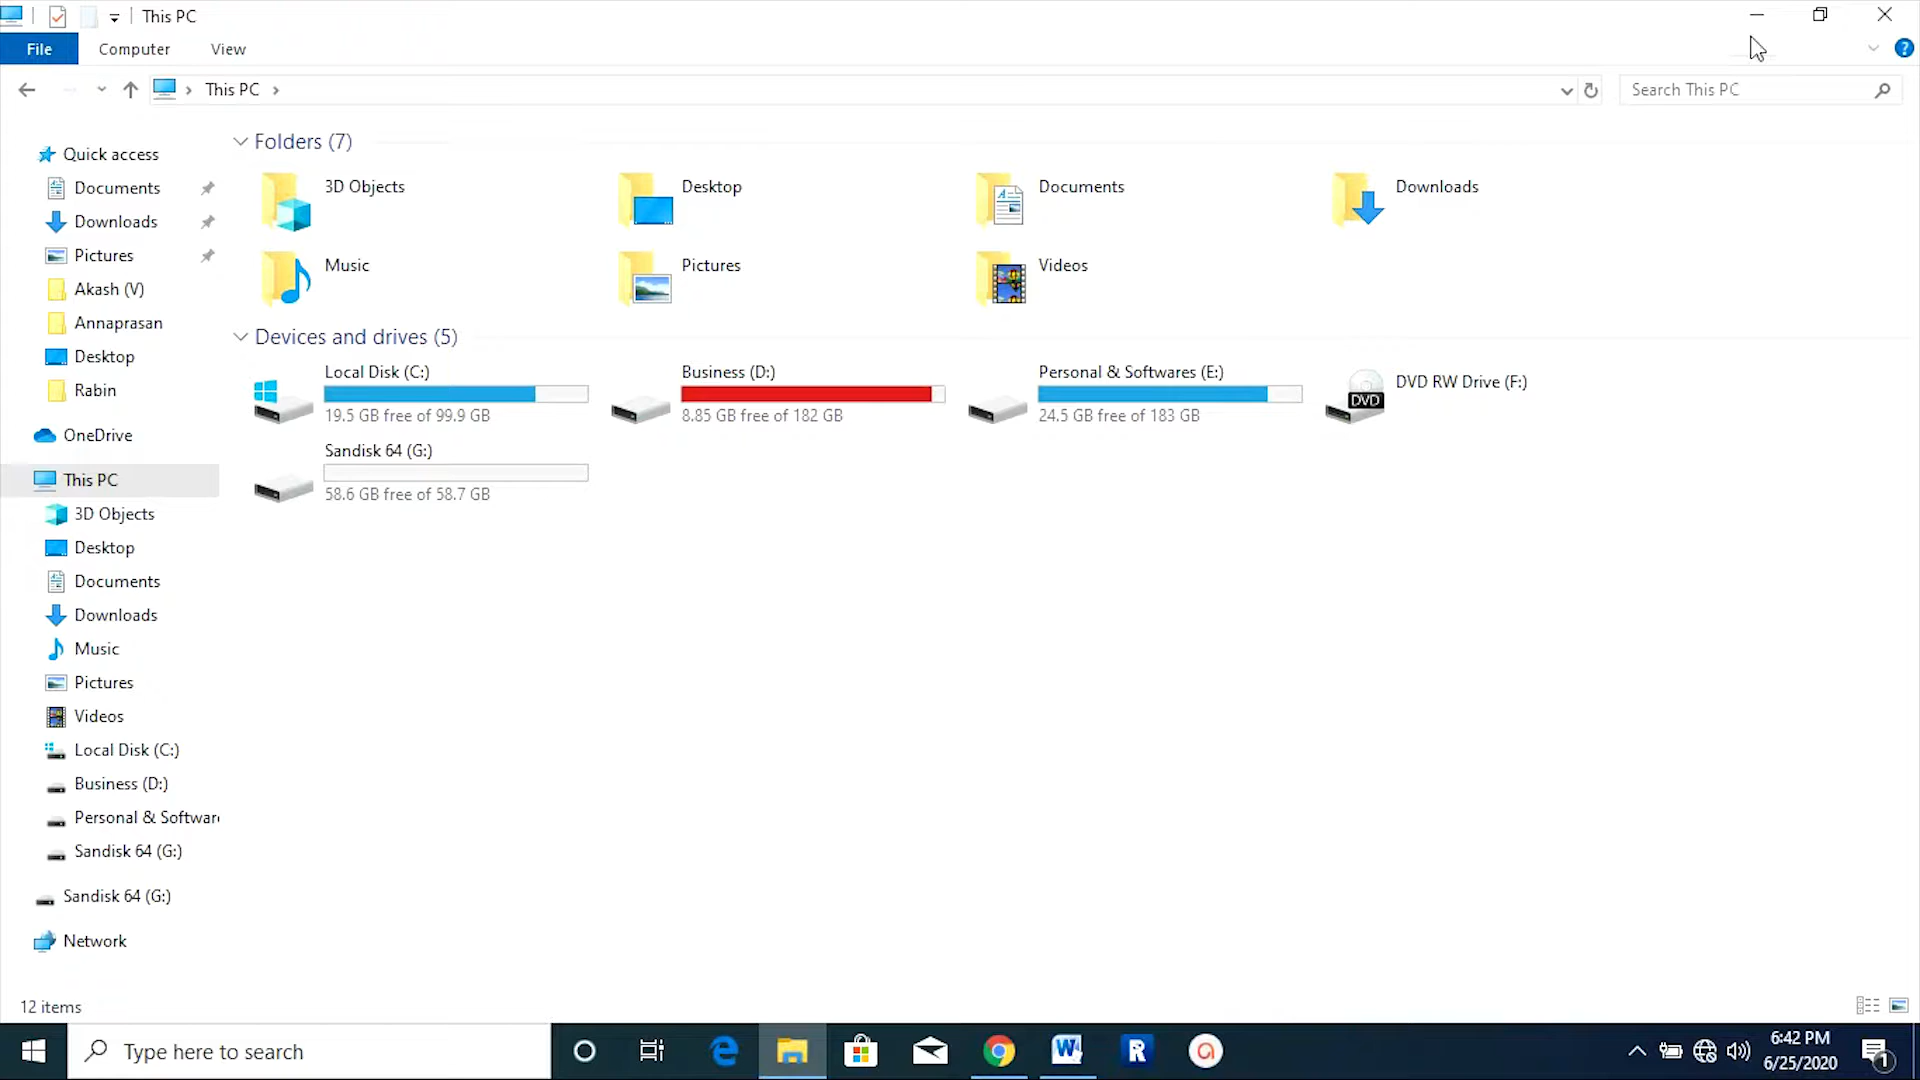 This PC
File Computer View
This PC
Search This PC
Quick access
Documents
Downloads
Pictures
Akash (V)
Annaprasan
Desktop
Rabin
OneDrive
This PC
3D Objects
Desktop
Documents
Downloads
Music
Pictures
Videos
Local Disk (C:)
Business (D:)
Personal & Softwar
Sandisk 64 (G:)
Sandisk 64 (G:)
Network
Folders (7)
3D Objects
Desktop
Documents
Downloads
Music
Pictures
Videos
Devices and drives (5)
Local Disk (C:)
19.5 GB free of 99.9 GB
Business (D:)
8.85 GB free of 182 GB
Personal & Softwares (E:)
24.5 GB free of 183 GB
DVD
DVD RW Drive (F:)
Sandisk 64 (G:)
58.6 GB free of 58.7 GB
12 items
Type here to search
6:42 PM
6/25/2020
1